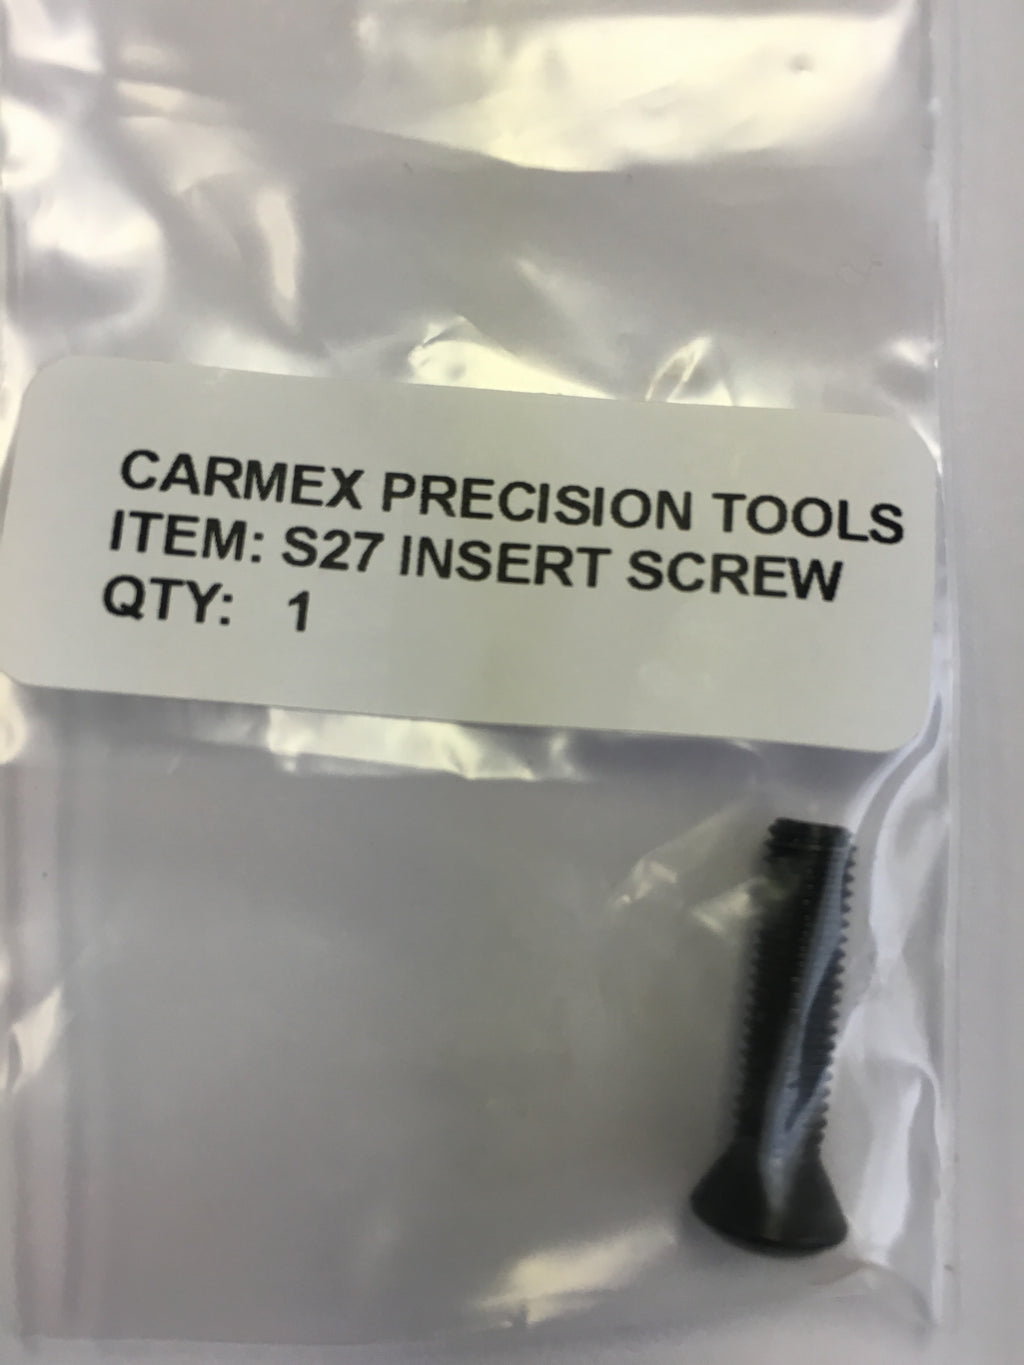 CARMEX PRECISION TOOLS
ITEM: S27 INSERT SCREW
QTY: 1